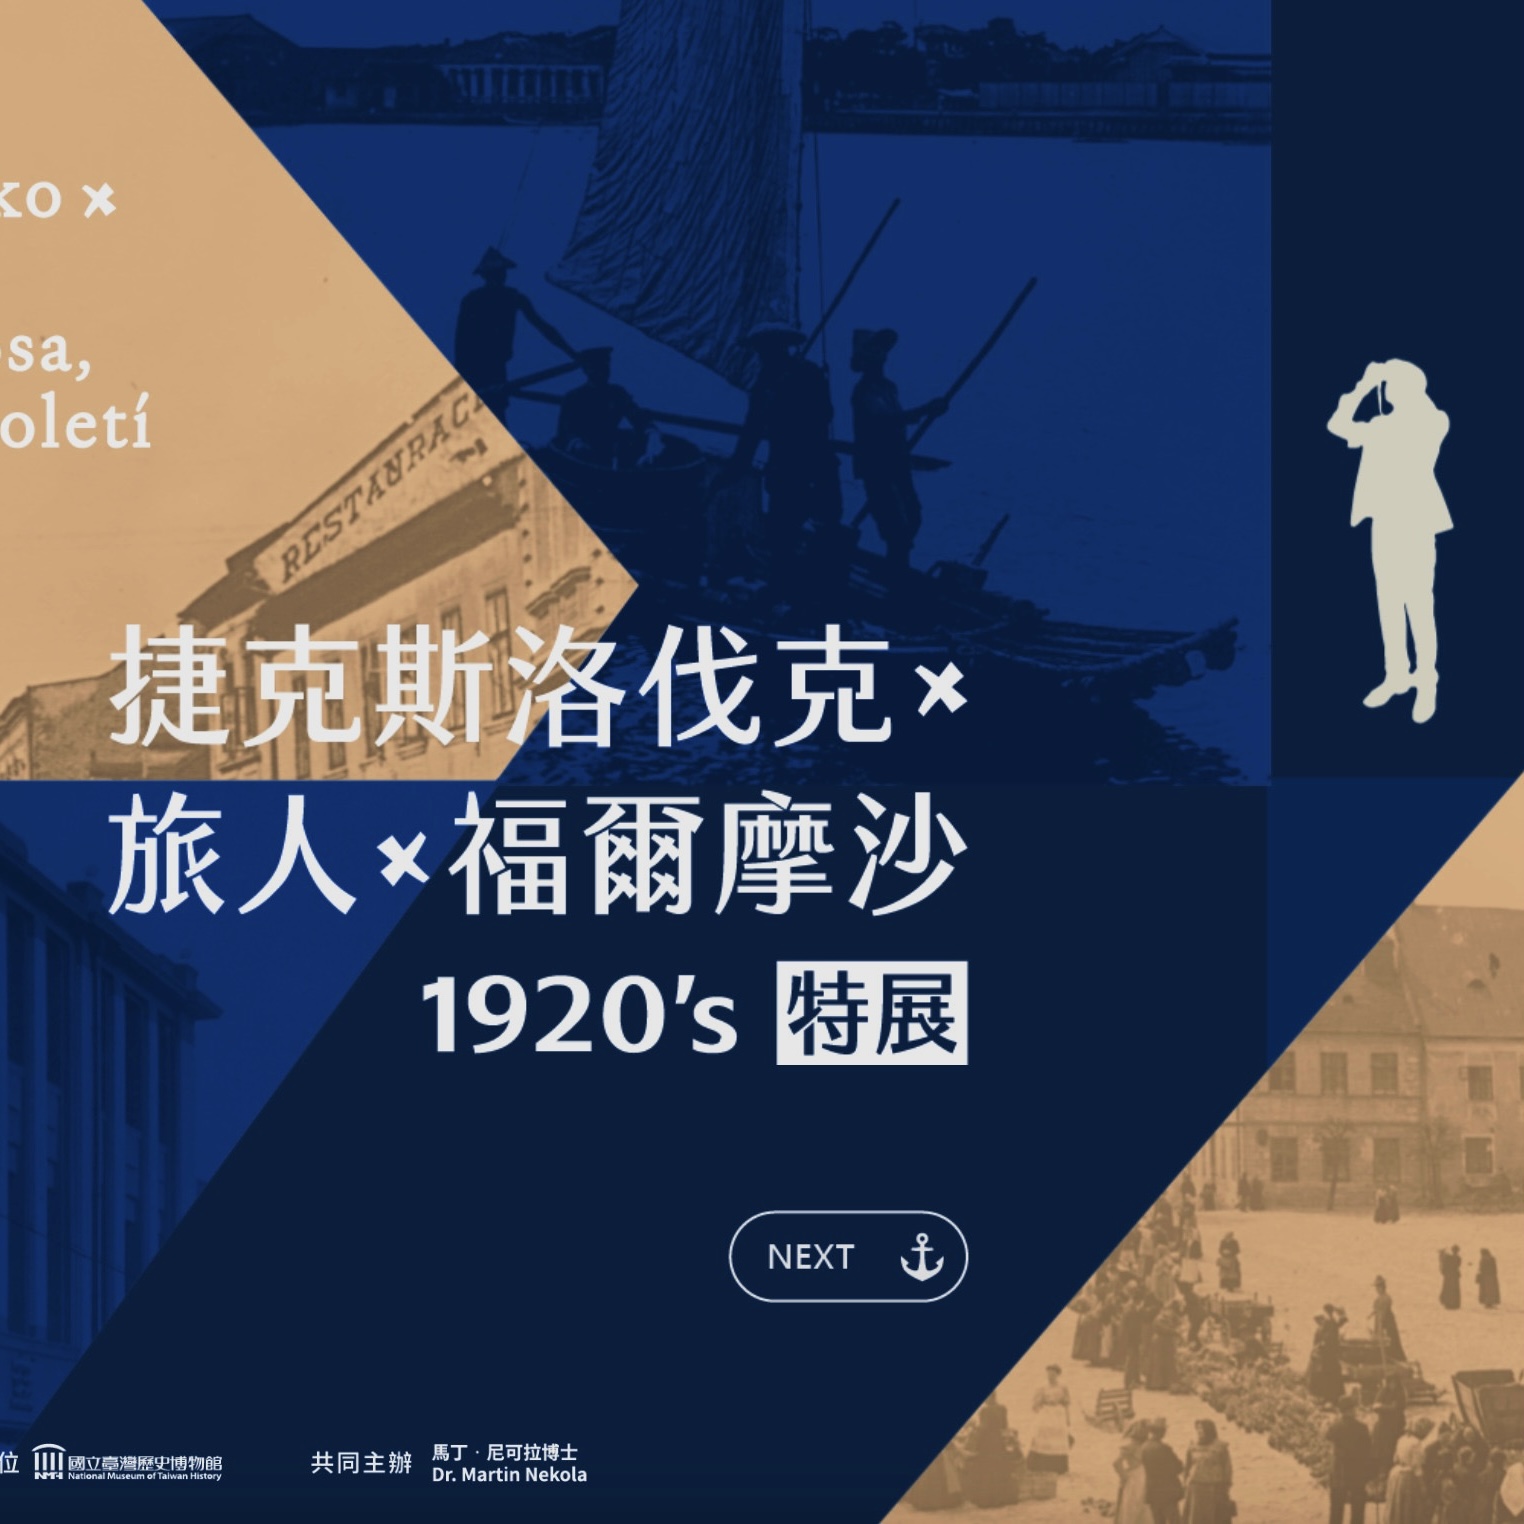 ko ×
sa,
oletí
RESTAURAC
捷克斯洛伐克×
旅人×福爾摩沙
1920's 特展
NEXT
位 國立臺灣歷史博物館
National Museum of Taiwan History
共同主辦 馬丁・尼可拉博士
Dr. Martin Nekola